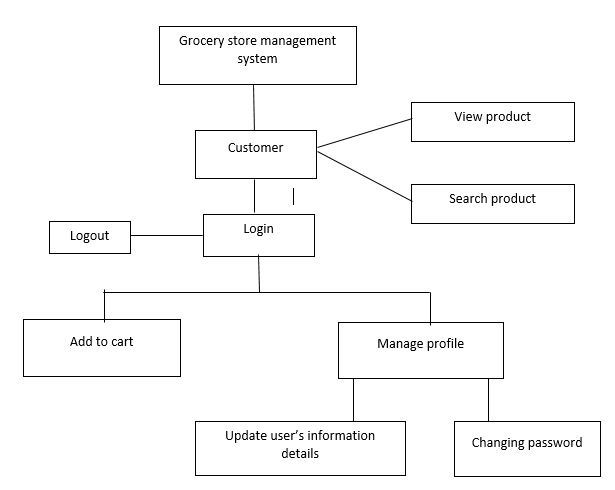 Grocery store management
system
View product
Customer
Search product
Login
Logout
Add to cart
Manage profile
Update user’s information
details
Changing password